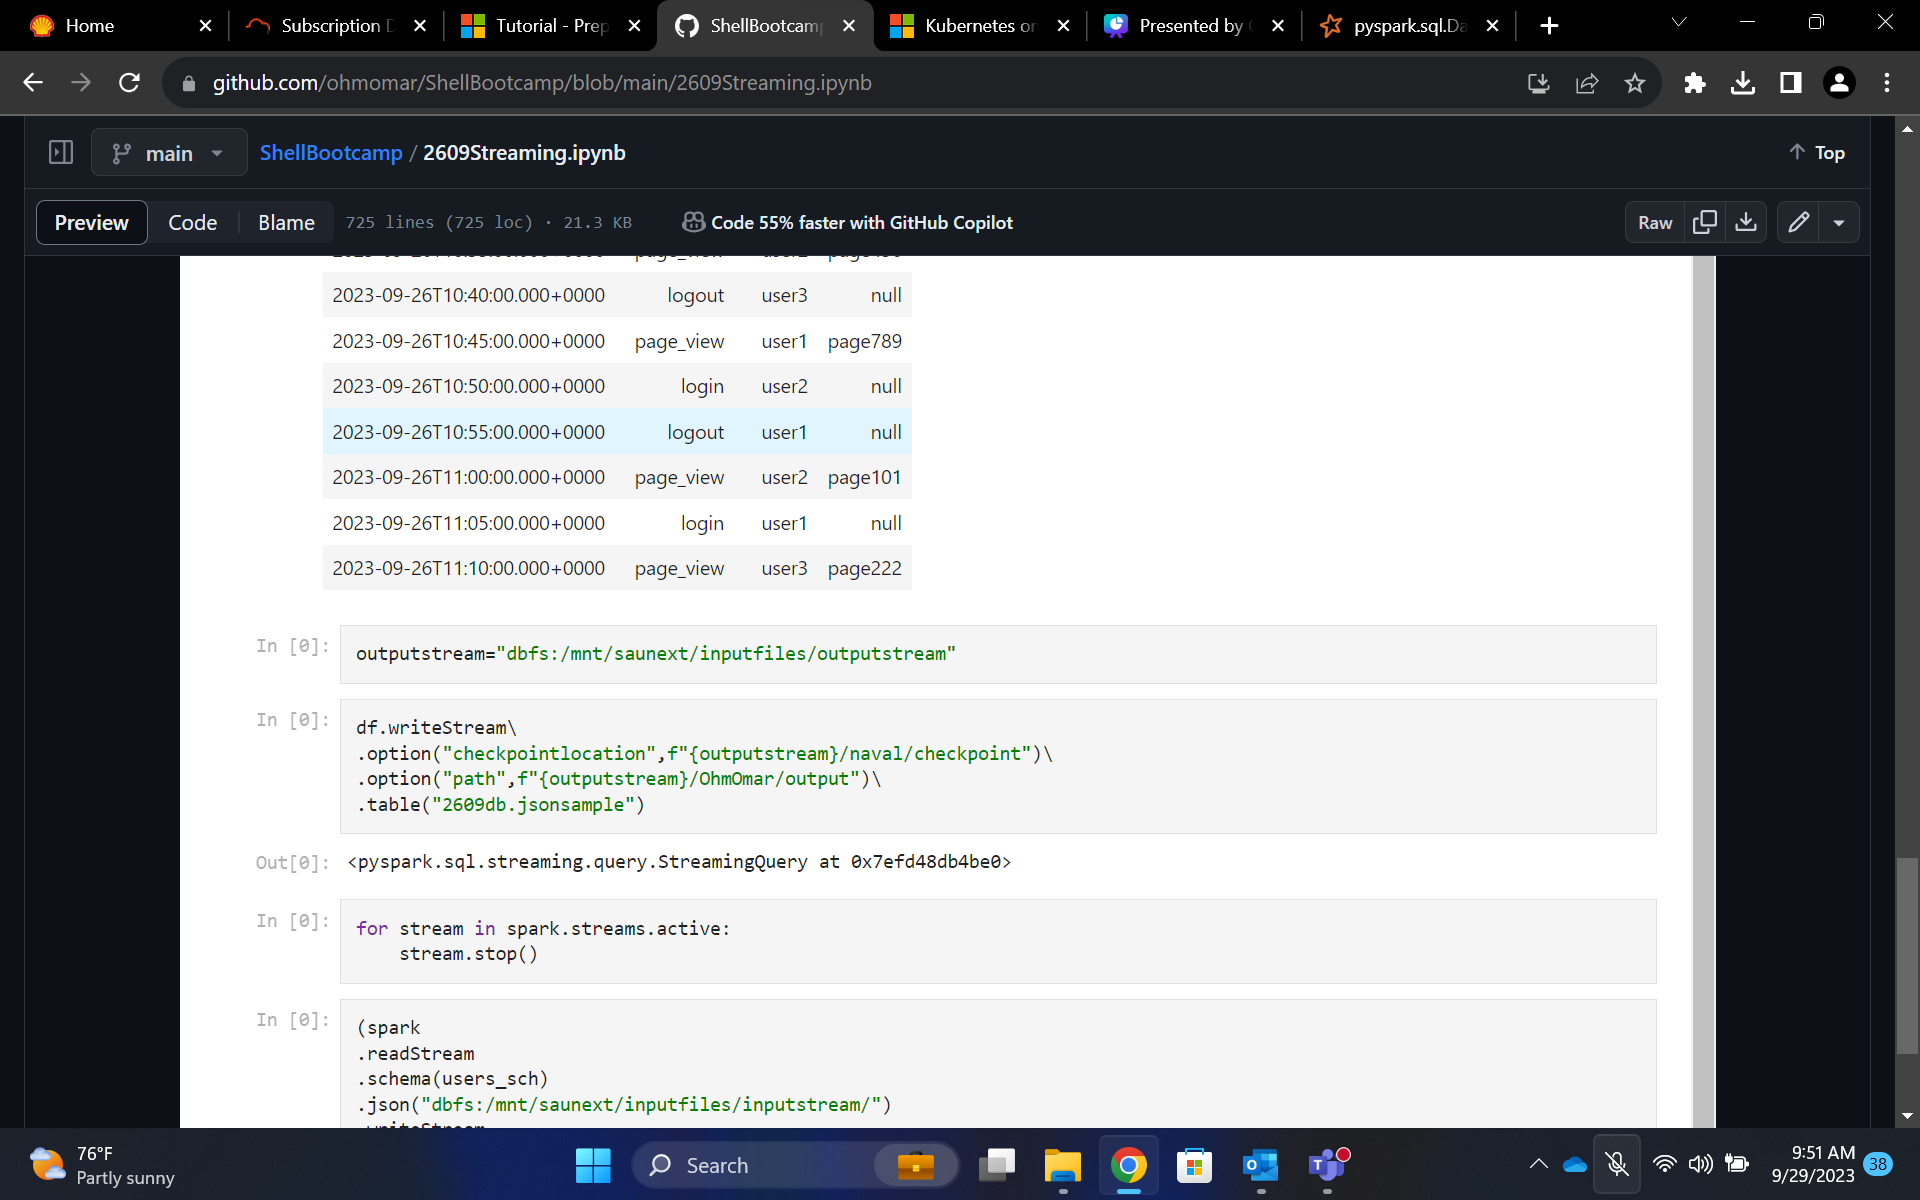 Home
Subscription D
Tutorial - Prep
ShellBootcamp
Kubernetes on
Presented by
pyspark.sql.Da
github.com/ohmomar/ShellBootcamp/blob/main/2609Streaming.ipynb
main
ShellBootcamp / 2609Streaming.ipynb
Top
Preview
Code
Blame
725 lines (725 loc) · 21.3 KB
Code 55% faster with GitHub Copilot
Raw
2023-09-26T10:40:00.000+0000 logout user3 null
2023-09-26T10:45:00.000+0000 page_view user1 page789
2023-09-26T10:50:00.000+0000 login user2 null
2023-09-26T10:55:00.000+0000 logout user1 null
2023-09-26T11:00:00.000+0000 page_view user2 page101
2023-09-26T11:05:00.000+0000 login user1 null
2023-09-26T11:10:00.000+0000 page_view user3 page222
In [0]:
outputstream="dbfs:/mnt/saunext/inputfiles/outputstream"
In [0]:
df.writeStream\
.option("checkpointlocation",f"{outputstream}/naval/checkpoint")\
.option("path",f"{outputstream}/OhmOmar/output")\
.table("2609db.jsonsample")
Out[0]: <pyspark.sql.streaming.query.StreamingQuery at 0x7efd48db4be0>
In [0]:
for stream in spark.streams.active:
stream.stop()
In [0]:
(spark
.readStream
.schema(users_sch)
.json("dbfs:/mnt/saunext/inputfiles/inputstream/")
.writeStream
76°F
Partly sunny
Search
9:51 AM
9/29/2023
38